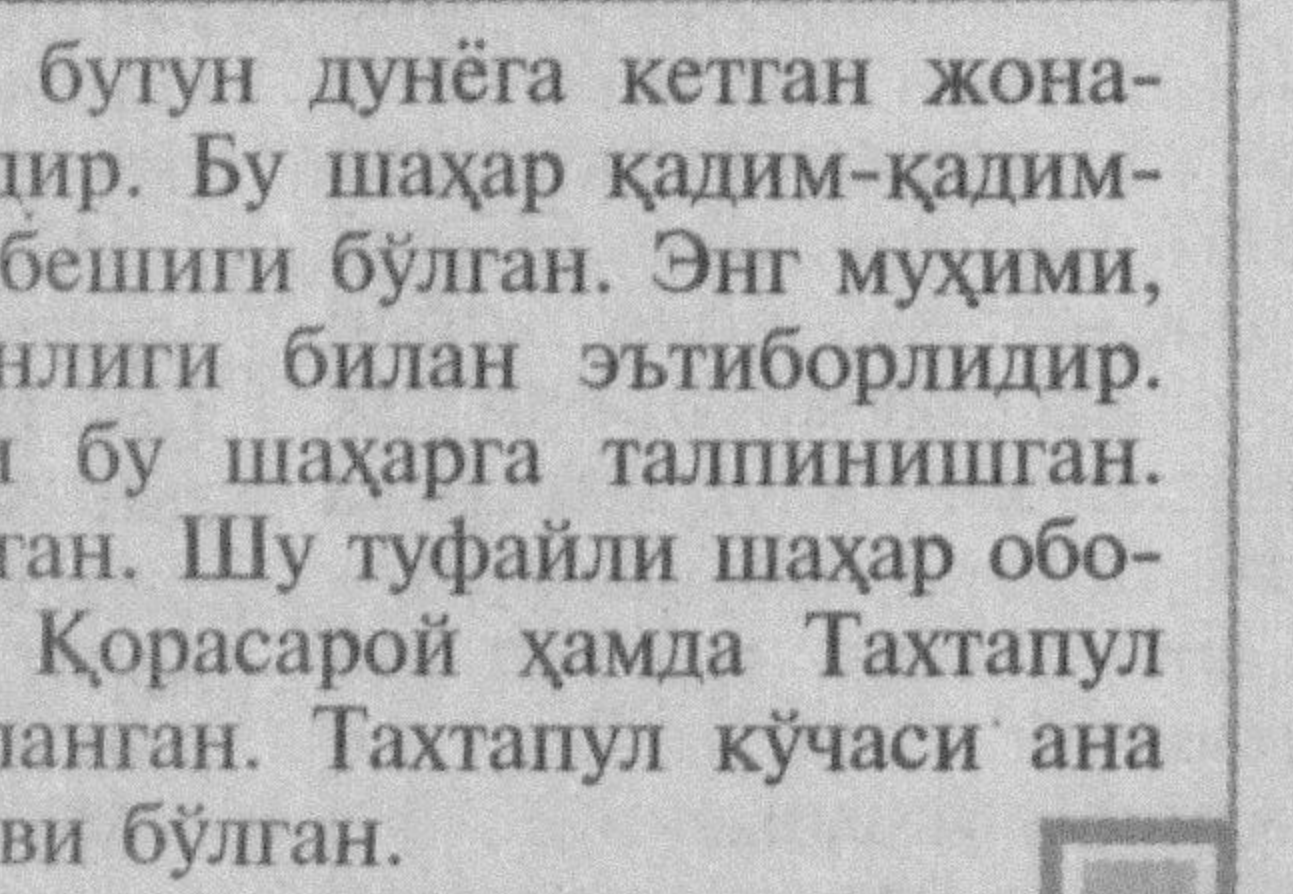 бутун дунёга кетган жона-
дир. Бу шаҳар қадим-қадим-
бешиги бўлган. Энг муҳими,
нлиги билан эътиборлидир.
бу шаҳарга талпинишган.
ган. Шу туфайли шаҳар обо-
Қорасарой ҳамда Тахтапул
ланган. Тахтапул кўчаси ана
ви бўлган.